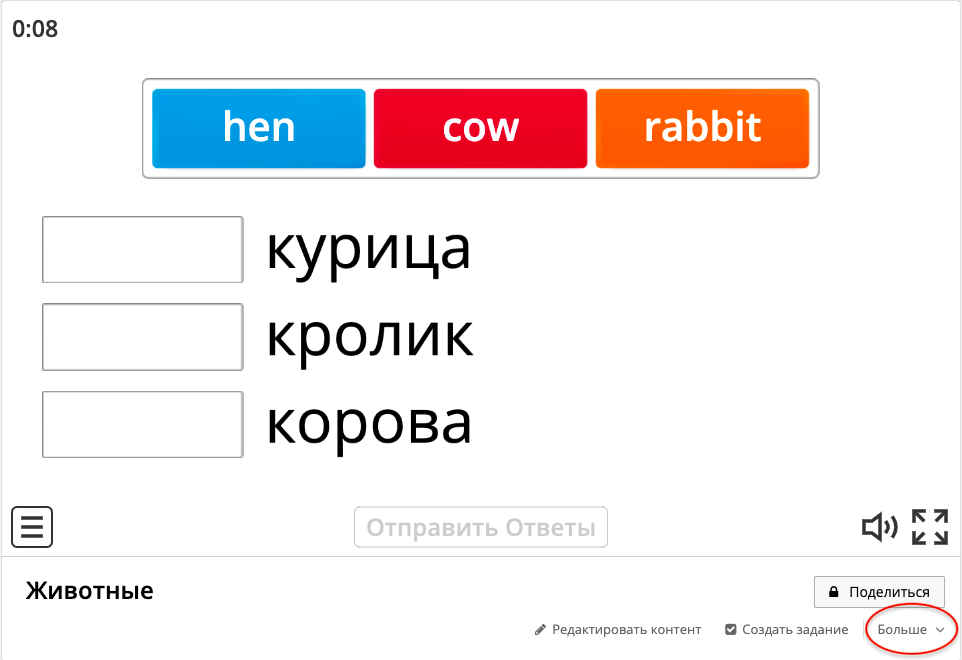 0:08
hen cow rabbit
курица
кролик
корова
Отправить Ответы
Животные
Поделиться
Редактировать контент Создать задание Больше